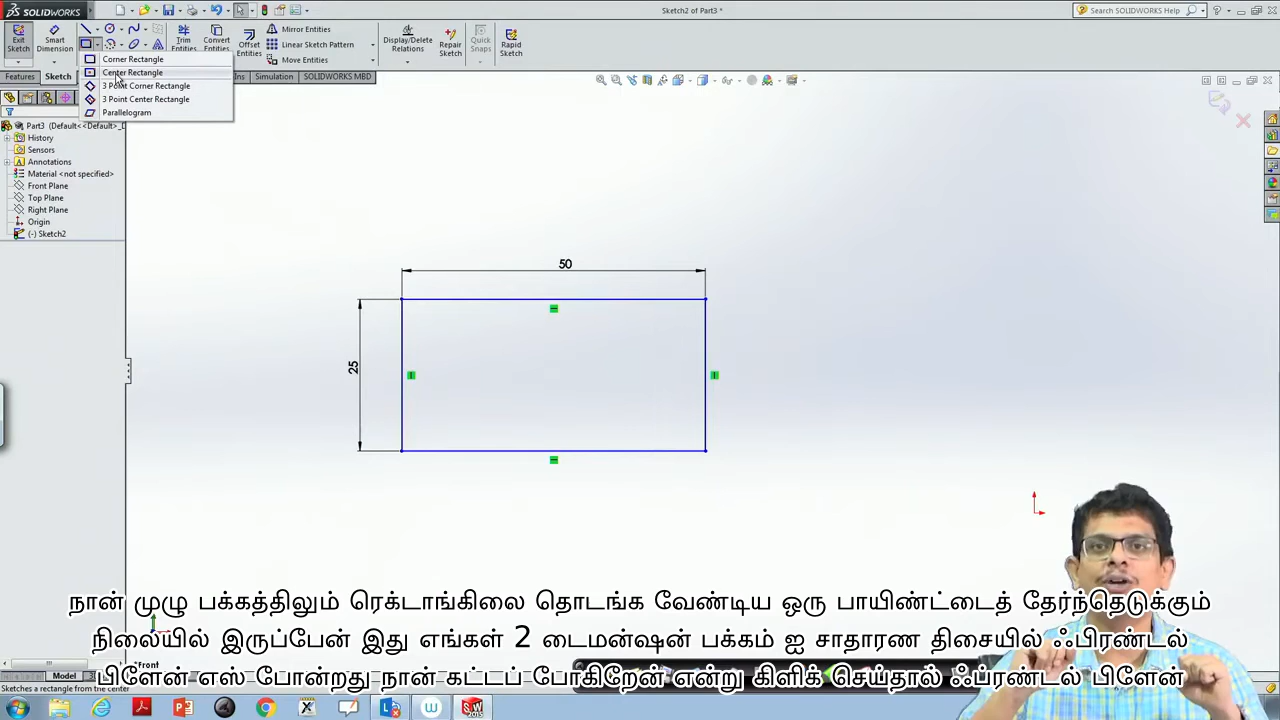 SOLIDWORKS
Sketch2 of Part3 *
Search SOLIDWORKS Help
Exit Sketch
Smart Dimension
Trim Entities
Convert Entities
Offset Entities
Mirror Entities
Linear Sketch Pattern
Move Entities
Display/Delete Relations
Repair Sketch
Quick Snaps
Rapid Sketch
Corner Rectangle
Center Rectangle
3 Point Corner Rectangle
3 Point Center Rectangle
Parallelogram
Features
Sketch
Ins
Simulation
SOLIDWORKS MBD
Part3 (Default<<Default>_D
History
Sensors
Annotations
Material <not specified>
Front Plane
Top Plane
Right Plane
Origin
(-) Sketch2
50
25
நான் முழு பக்கத்திலும் ரெக்டாங்கிலை தொடங்க வேண்டிய ஒரு பாயிண்ட்டைத் தேர்ந்தெடுக்கும்
நிலையில் இருப்பேன் இது எங்கள் 2 டைமன்ஷன் பக்கம் ஐ சாதாரண திசையில் ஃபிரண்டல்
பிளேன் எஸ் போன்றது நான் கட்டப் போகிறேன் என்று கிளிக் செய்தால் ஃப்ரண்டல் பிளேன்
Front
Model
Sketches a rectangle from the center